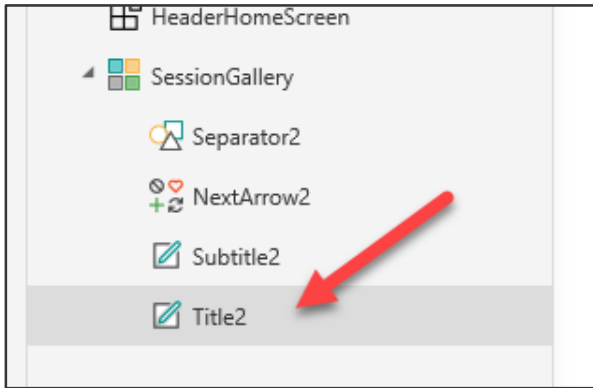 HeaderHomeScreen
SessionGallery
Separator2
NextArrow2
Subtitle2
Title2